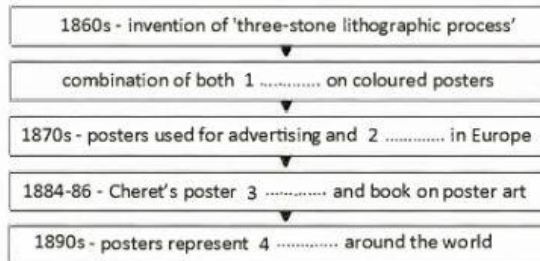 1860s - invention of 'three-stone lithographic process'
combination of both 1 ............ on coloured posters
1870s - posters used for advertising and 2 ............ in Europe
1884-86 - Cheret's poster 3 ............ and book on poster art
1890s - posters represent 4 ............ around the world